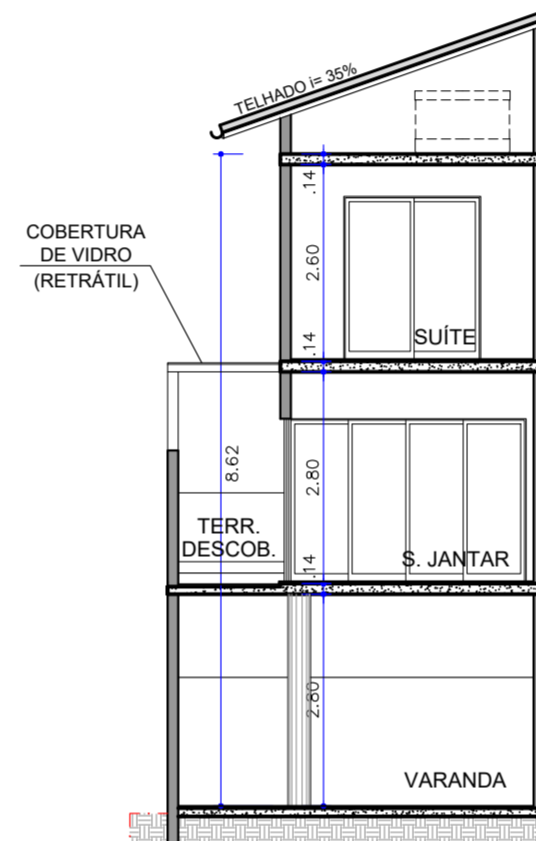 TELHADO i= 35%
.14
COBERTURA
DE VIDRO
(RETRÁTIL)
2.60
SUÍTE
.14
8.62
2.80
TERR.
DESCOB.
S. JANTAR
.14
2.80
VARANDA